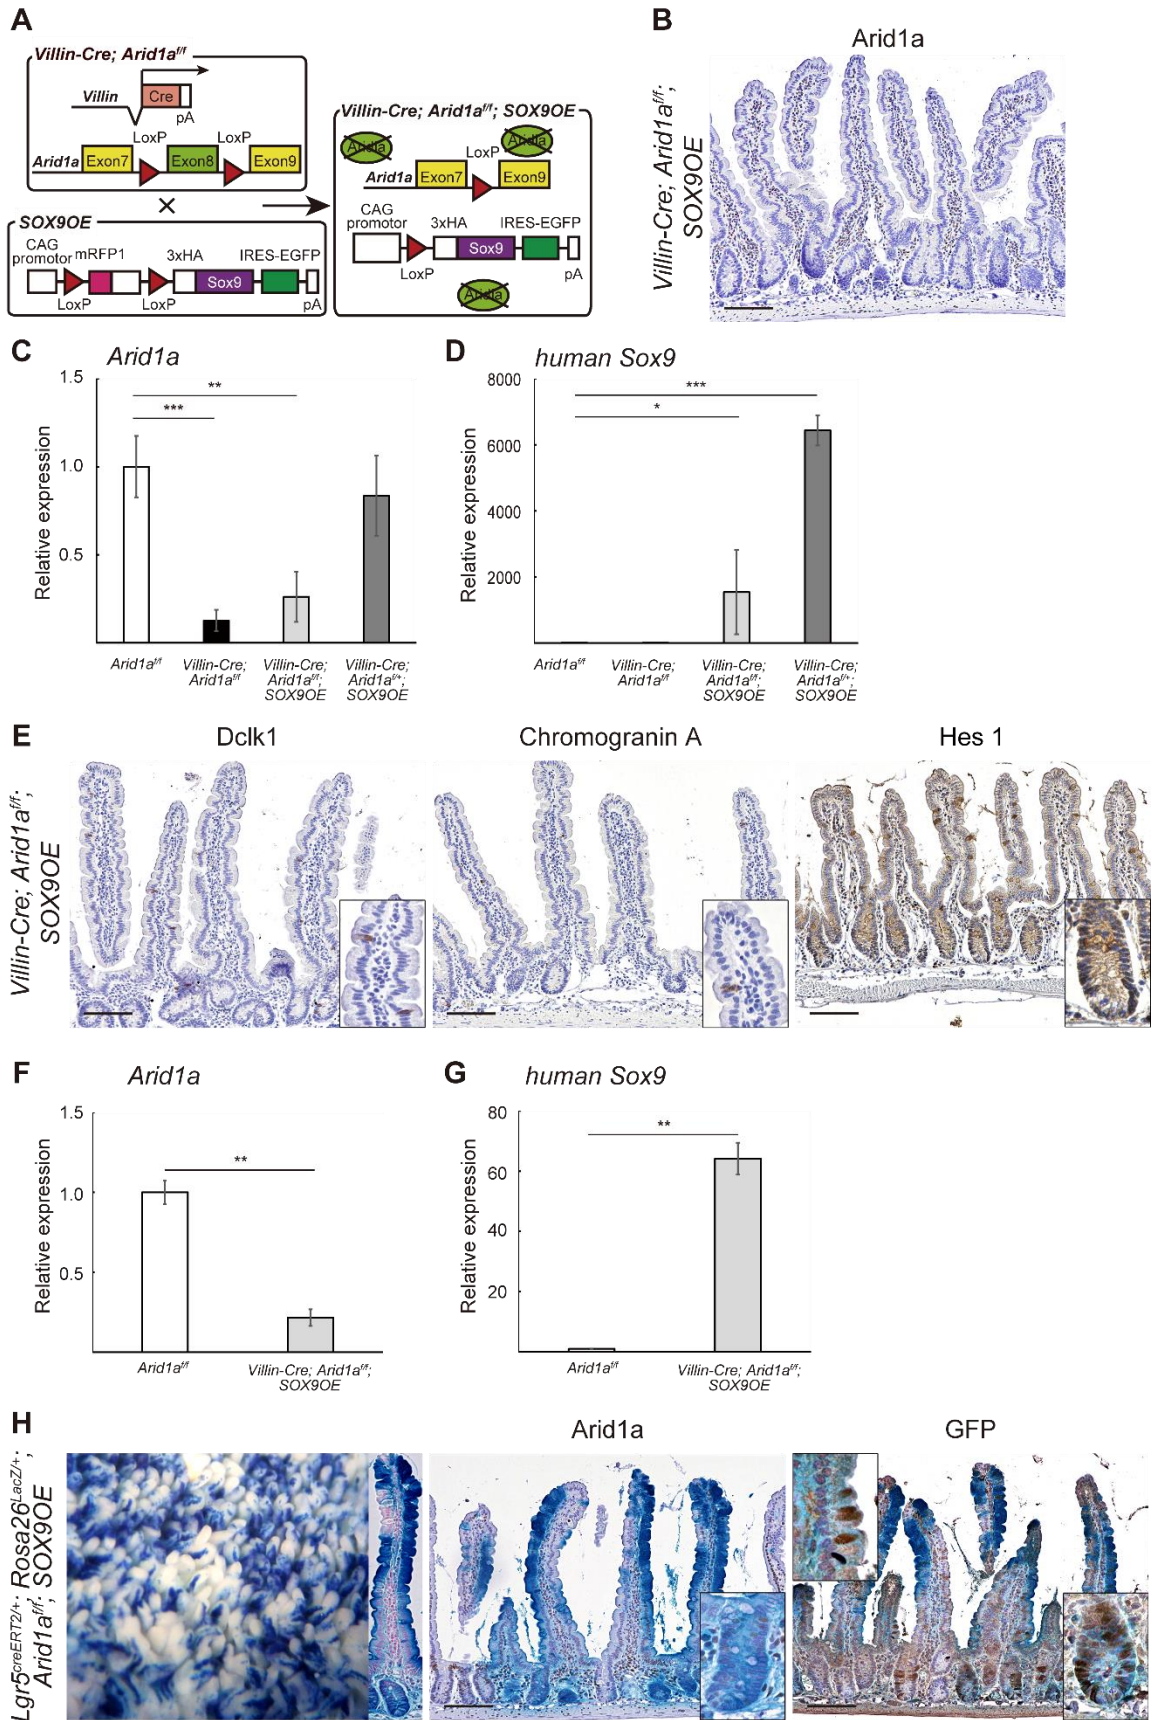 A
Villin-Cre; Arid1a^f/f
Villin
Cre
pA
LoxP
LoxP
Arid1a
Exon7
Exon8
Exon9
×
SOX9OE
CAG
promotor
mRFP1
3xHA
IRES-EGFP
Sox9
LoxP
LoxP
pA
Villin-Cre; Arid1a^f/f; SOX9OE
Arid1a
Arid1a
LoxP
Arid1a
Exon7
Exon9
CAG
promotor
3xHA
IRES-EGFP
Sox9
LoxP
pA
Arid1a
B
Arid1a
Villin-Cre; Arid1a^f/f;
SOX9OE
C
Arid1a
Relative expression
1.5
1.0
0.5
**
***
Arid1a^f/f
Villin-Cre;
Arid1a^f/f
Villin-Cre;
Arid1a^f/f;
SOX9OE
Villin-Cre;
Arid1a^f/+;
SOX9OE
D
human Sox9
Relative expression
8000
6000
4000
2000
***
*
Arid1a^f/f
Villin-Cre;
Arid1a^f/f
Villin-Cre;
Arid1a^f/f;
SOX9OE
Villin-Cre;
Arid1a^f/+;
SOX9OE
E
Dclk1
Chromogranin A
Hes 1
Villin-Cre; Arid1a^f/f;
SOX9OE
F
Arid1a
Relative expression
1.5
1.0
0.5
**
Arid1a^f/f
Villin-Cre; Arid1a^f/f;
SOX9OE
G
human Sox9
Relative expression
80
60
40
20
**
Arid1a^f/f
Villin-Cre; Arid1a^f/f;
SOX9OE
H
Arid1a
GFP
Lgr5^creERT2/+; Rosa26^LacZ/+;
Arid1a^f/f; SOX9OE